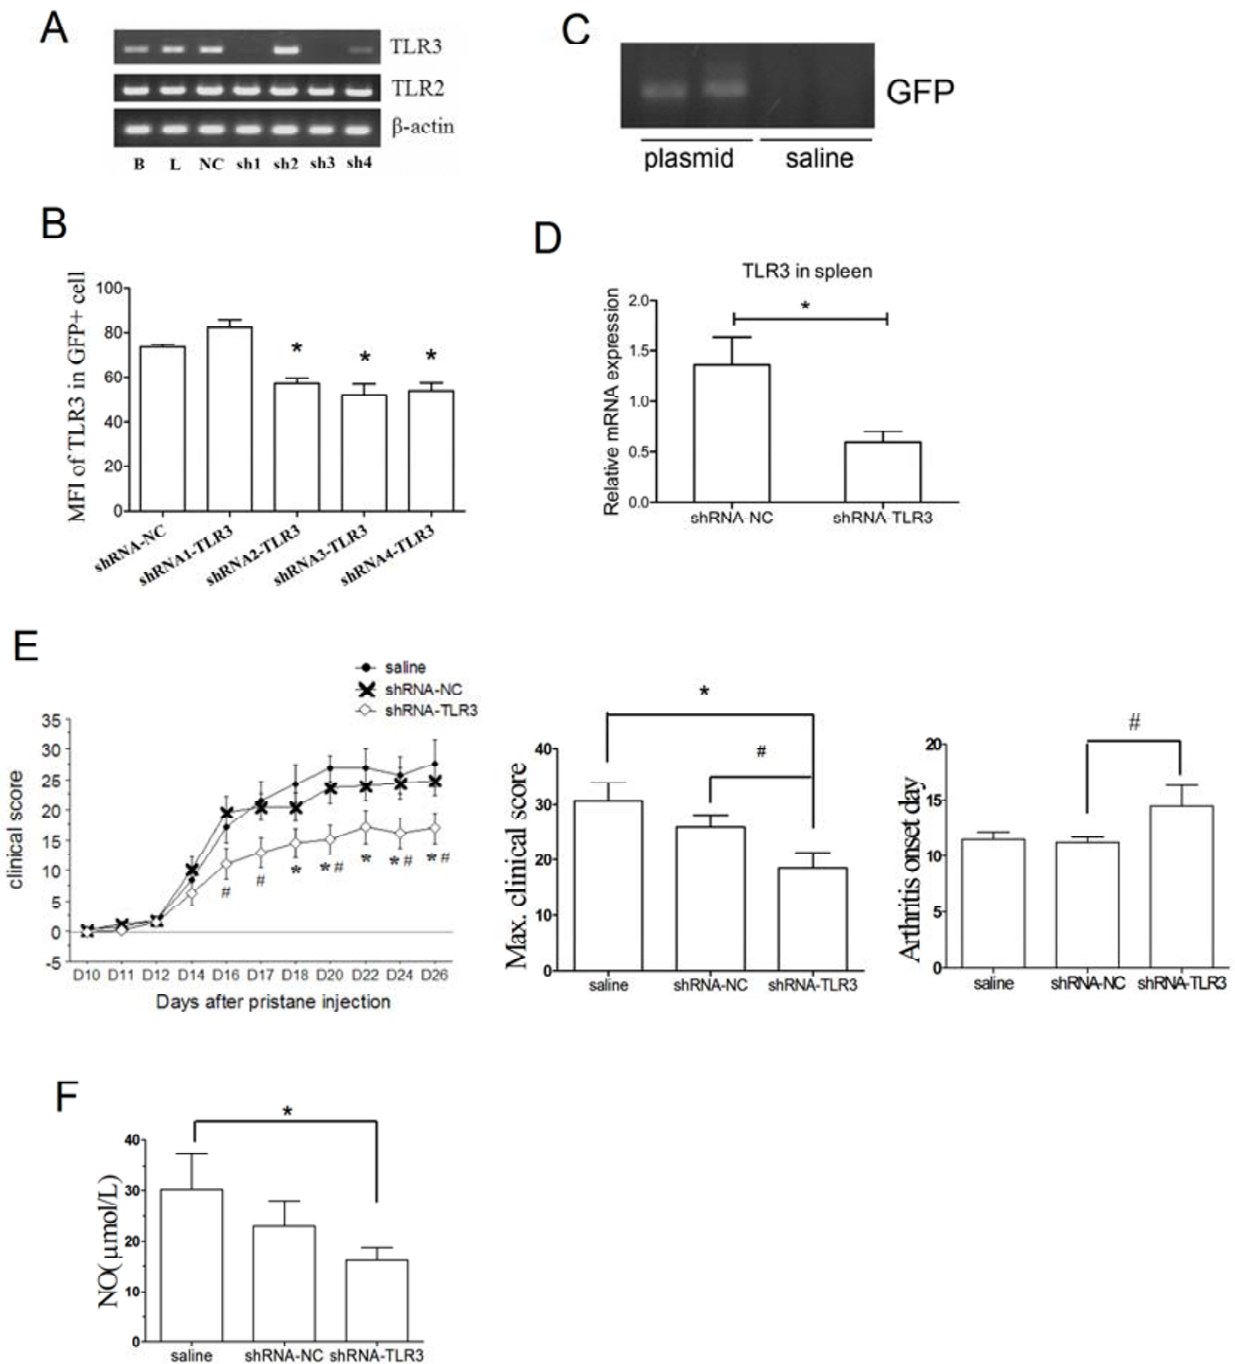 A
TLR3
TLR2
β-actin
B L NC sh1 sh2 sh3 sh4
C
GFP
plasmid saline
B
MFI of TLR3 in GFP+ cell
100
80
60
40
20
0
shRNA-NC
shRNA1-TLR3
shRNA2-TLR3
shRNA3-TLR3
shRNA4-TLR3
* * *
D
TLR3 in spleen
Relative mRNA expression
2.0
1.5
1.0
0.5
0.0
*
shRNA-NC shRNA-TLR3
E
saline
shRNA-NC
shRNA-TLR3
clinical score
35
30
25
20
15
10
5
0
-5
# # * *# * *# *#
D10 D11 D12 D14 D16 D17 D18 D20 D22 D24 D26
Days after pristane injection
Max. clinical score
40
30
20
10
0
*
#
saline shRNA-NC shRNA-TLR3
Arthritis onset day
20
15
10
5
0
#
saline shRNA-NC shRNA-TLR3
F
NO(μmol/L)
40
30
20
10
0
*
saline shRNA-NC shRNA-TLR3